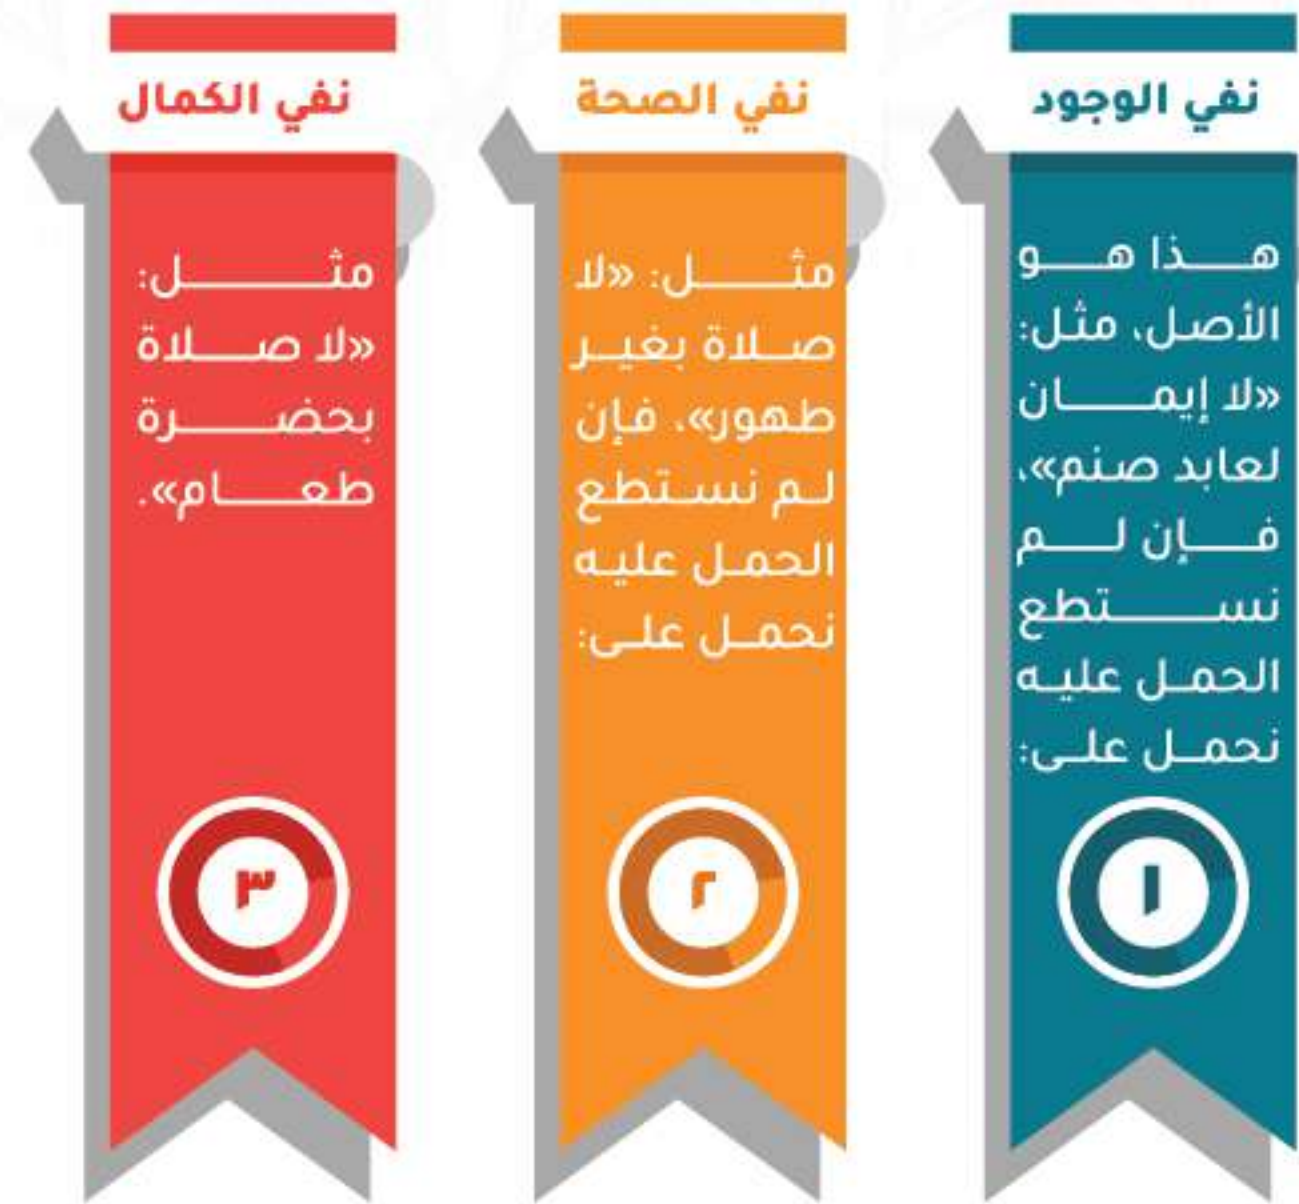 نفي الوجود
هذا هو
الأصل، مثل:
«لا إيمان
لعابد صنم»،
فإن لم
نستطع
الحمل عليه
نحمل على:
١
نفي الصحة
مثل: «لا
صلاة بغير
طهور»، فإن
لم نستطع
الحمل عليه
نحمل على:
٢
نفي الكمال
مثل:
«لا صلاة
بحضرة
طعام».
٣